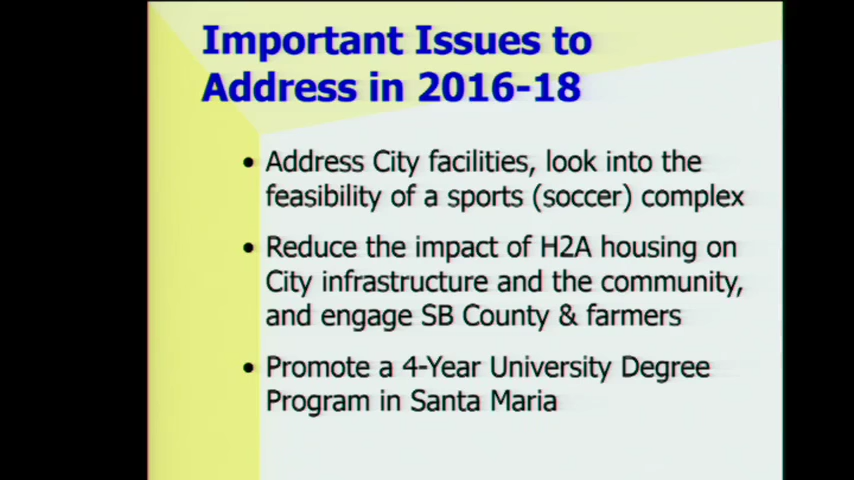 Important Issues to
Address in 2016-18
• Address City facilities, look into the
feasibility of a sports (soccer) complex
• Reduce the impact of H2A housing on
City infrastructure and the community,
and engage SB County & farmers
• Promote a 4-Year University Degree
Program in Santa Maria